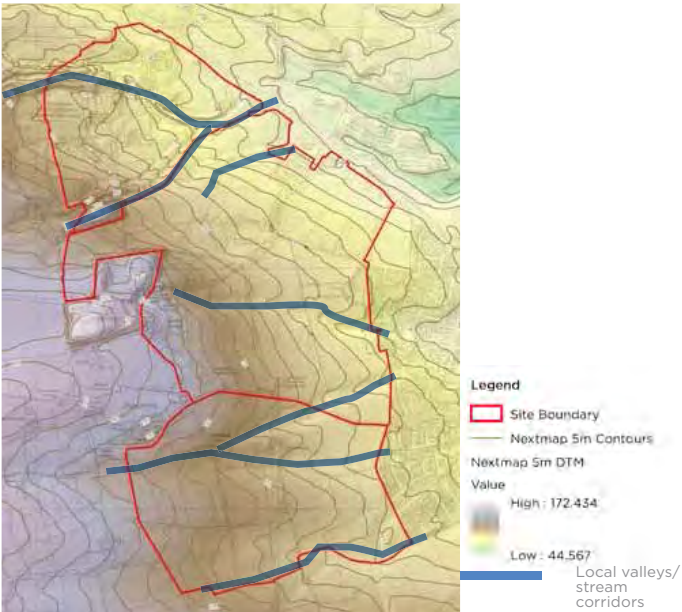 Legend
Site Boundary
Nextmap 5m Contours
Nextmap 5m DTM
Value
High : 172.434
Low : 44.567
Local valleys/
stream
corridors